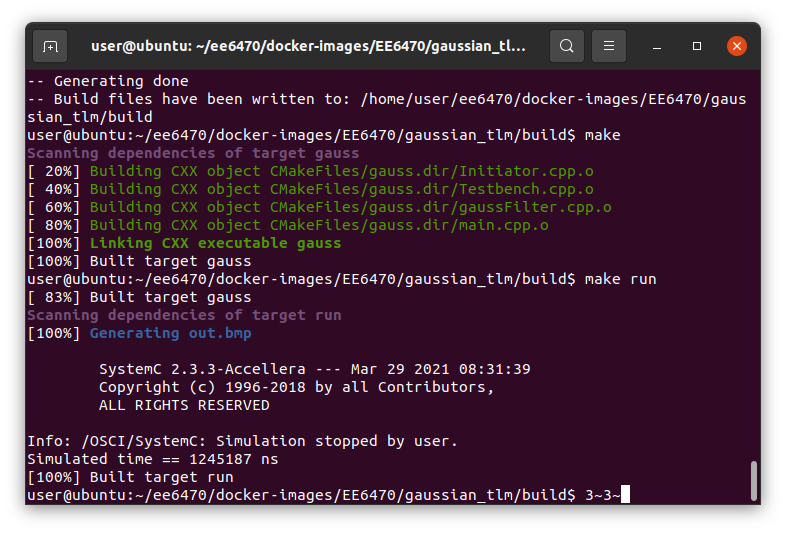 user@ubuntu: ~/ee6470/docker-images/EE6470/gaussian_tl...
-- Generating done
-- Build files have been written to: /home/user/ee6470/docker-images/EE6470/gaus
sian_tlm/build
user@ubuntu:~/ee6470/docker-images/EE6470/gaussian_tlm/build$ make
Scanning dependencies of target gauss
[ 20%] Building CXX object CMakeFiles/gauss.dir/Initiator.cpp.o
[ 40%] Building CXX object CMakeFiles/gauss.dir/Testbench.cpp.o
[ 60%] Building CXX object CMakeFiles/gauss.dir/gaussFilter.cpp.o
[ 80%] Building CXX object CMakeFiles/gauss.dir/main.cpp.o
[100%] Linking CXX executable gauss
[100%] Built target gauss
user@ubuntu:~/ee6470/docker-images/EE6470/gaussian_tlm/build$ make run
[ 83%] Built target gauss
Scanning dependencies of target run
[100%] Generating out.bmp
SystemC 2.3.3-Accellera --- Mar 29 2021 08:31:39
Copyright (c) 1996-2018 by all Contributors,
ALL RIGHTS RESERVED
Info: /OSCI/SystemC: Simulation stopped by user.
Simulated time == 1245187 ns
[100%] Built target run
user@ubuntu:~/ee6470/docker-images/EE6470/gaussian_tlm/build$ 3~3~